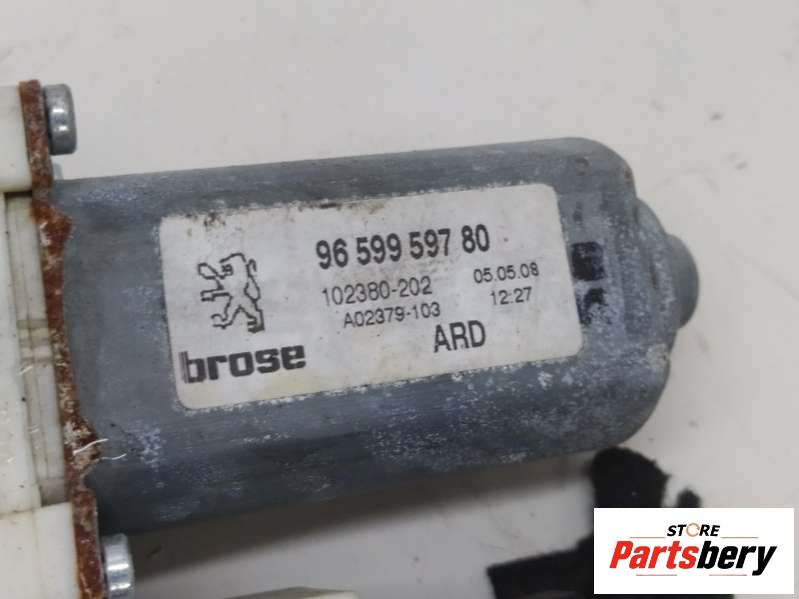 96 599 597 80
102380-202 05.05.08
A02379-103 12:27
brose ARD
STORE
Partsbery